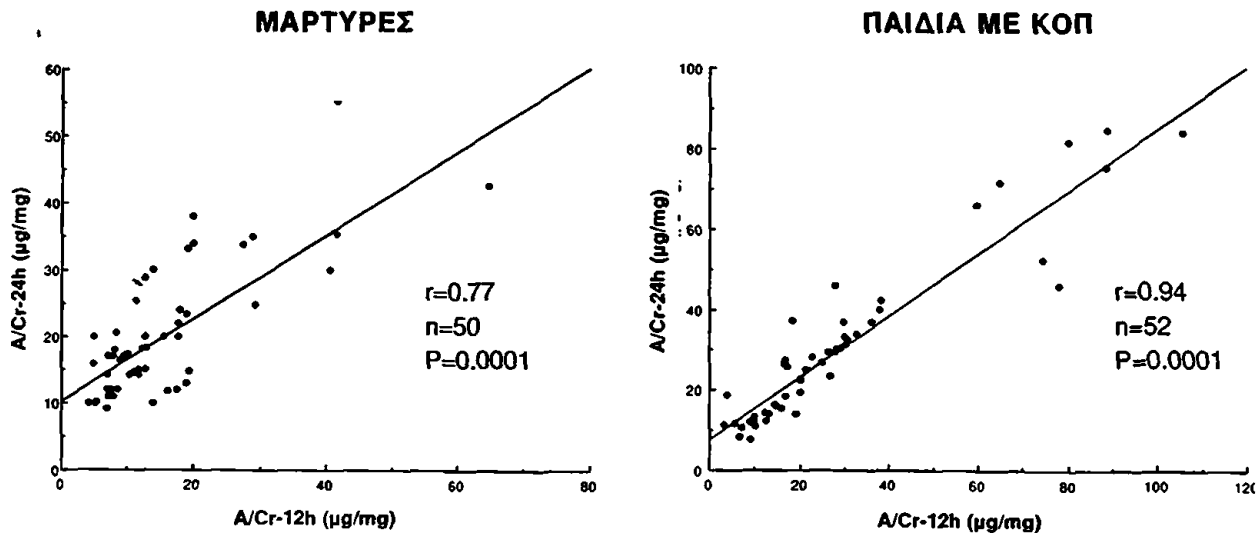 ΜΑΡΤΥΡΕΣ
60
50
40
30
20
10
0
A/Cr-24h (μg/mg)
r=0.77
n=50
P=0.0001
0 20 40 60 80
A/Cr-12h (μg/mg)
ΠΑΙΔΙΑ ΜΕ ΚΟΠ
100
80
60
40
20
0
A/Cr-24h (μg/mg)
r=0.94
n=52
P=0.0001
0 20 40 60 80 100 120
A/Cr-12h (μg/mg)